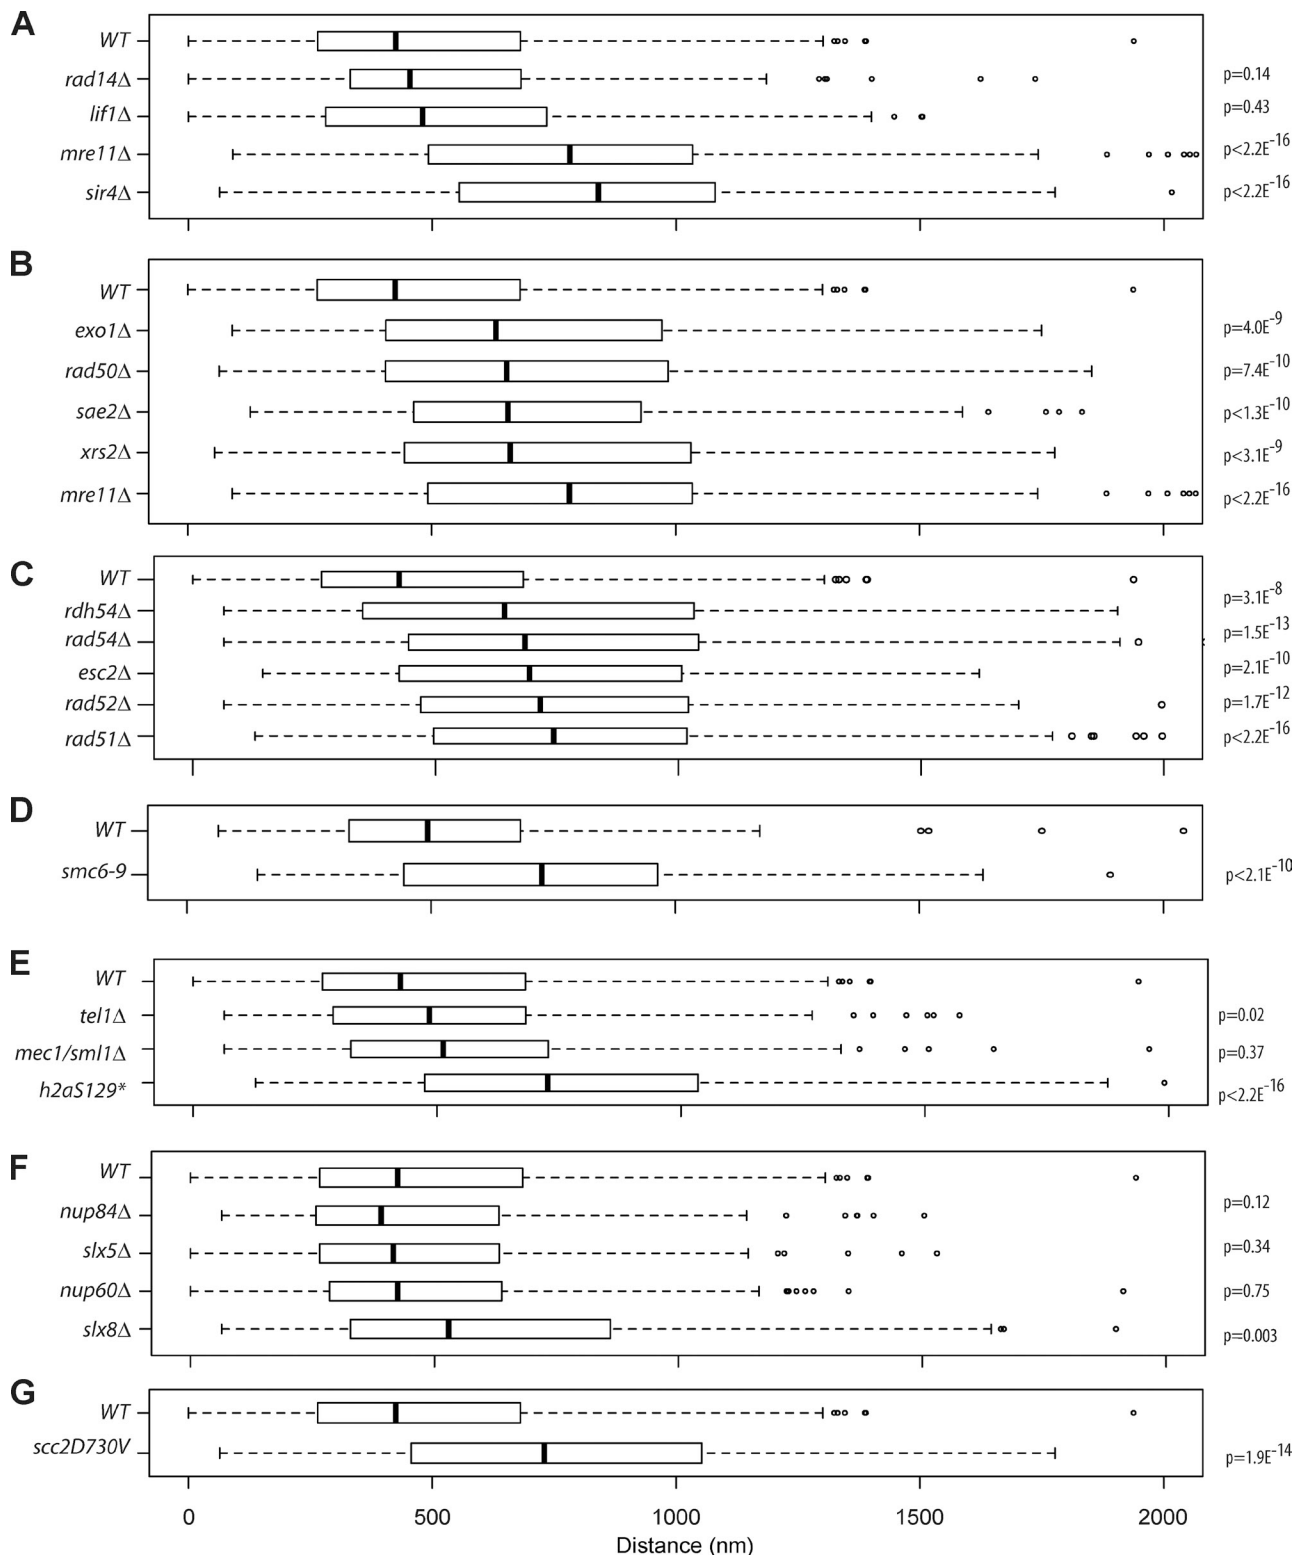 A
WT
rad14Δ p=0.14
lif1Δ p=0.43
mre11Δ p<2.2E-16
sir4Δ p<2.2E-16
B
WT
exo1Δ p=4.0E-9
rad50Δ p=7.4E-10
sae2Δ p<1.3E-10
xrs2Δ p<3.1E-9
mre11Δ p<2.2E-16
C
WT
rdh54Δ p=3.1E-8
rad54Δ p=1.5E-13
esc2Δ p=2.1E-10
rad52Δ p=1.7E-12
rad51Δ p<2.2E-16
D
WT
smc6-9 p<2.1E-10
E
WT
tel1Δ p=0.02
mec1/sml1Δ p=0.37
h2aS129* p<2.2E-16
F
WT
nup84Δ p=0.12
slx5Δ p=0.34
nup60Δ p=0.75
slx8Δ p=0.003
G
WT
scc2D730V p=1.9E-14
0 500 1000 1500 2000
Distance (nm)